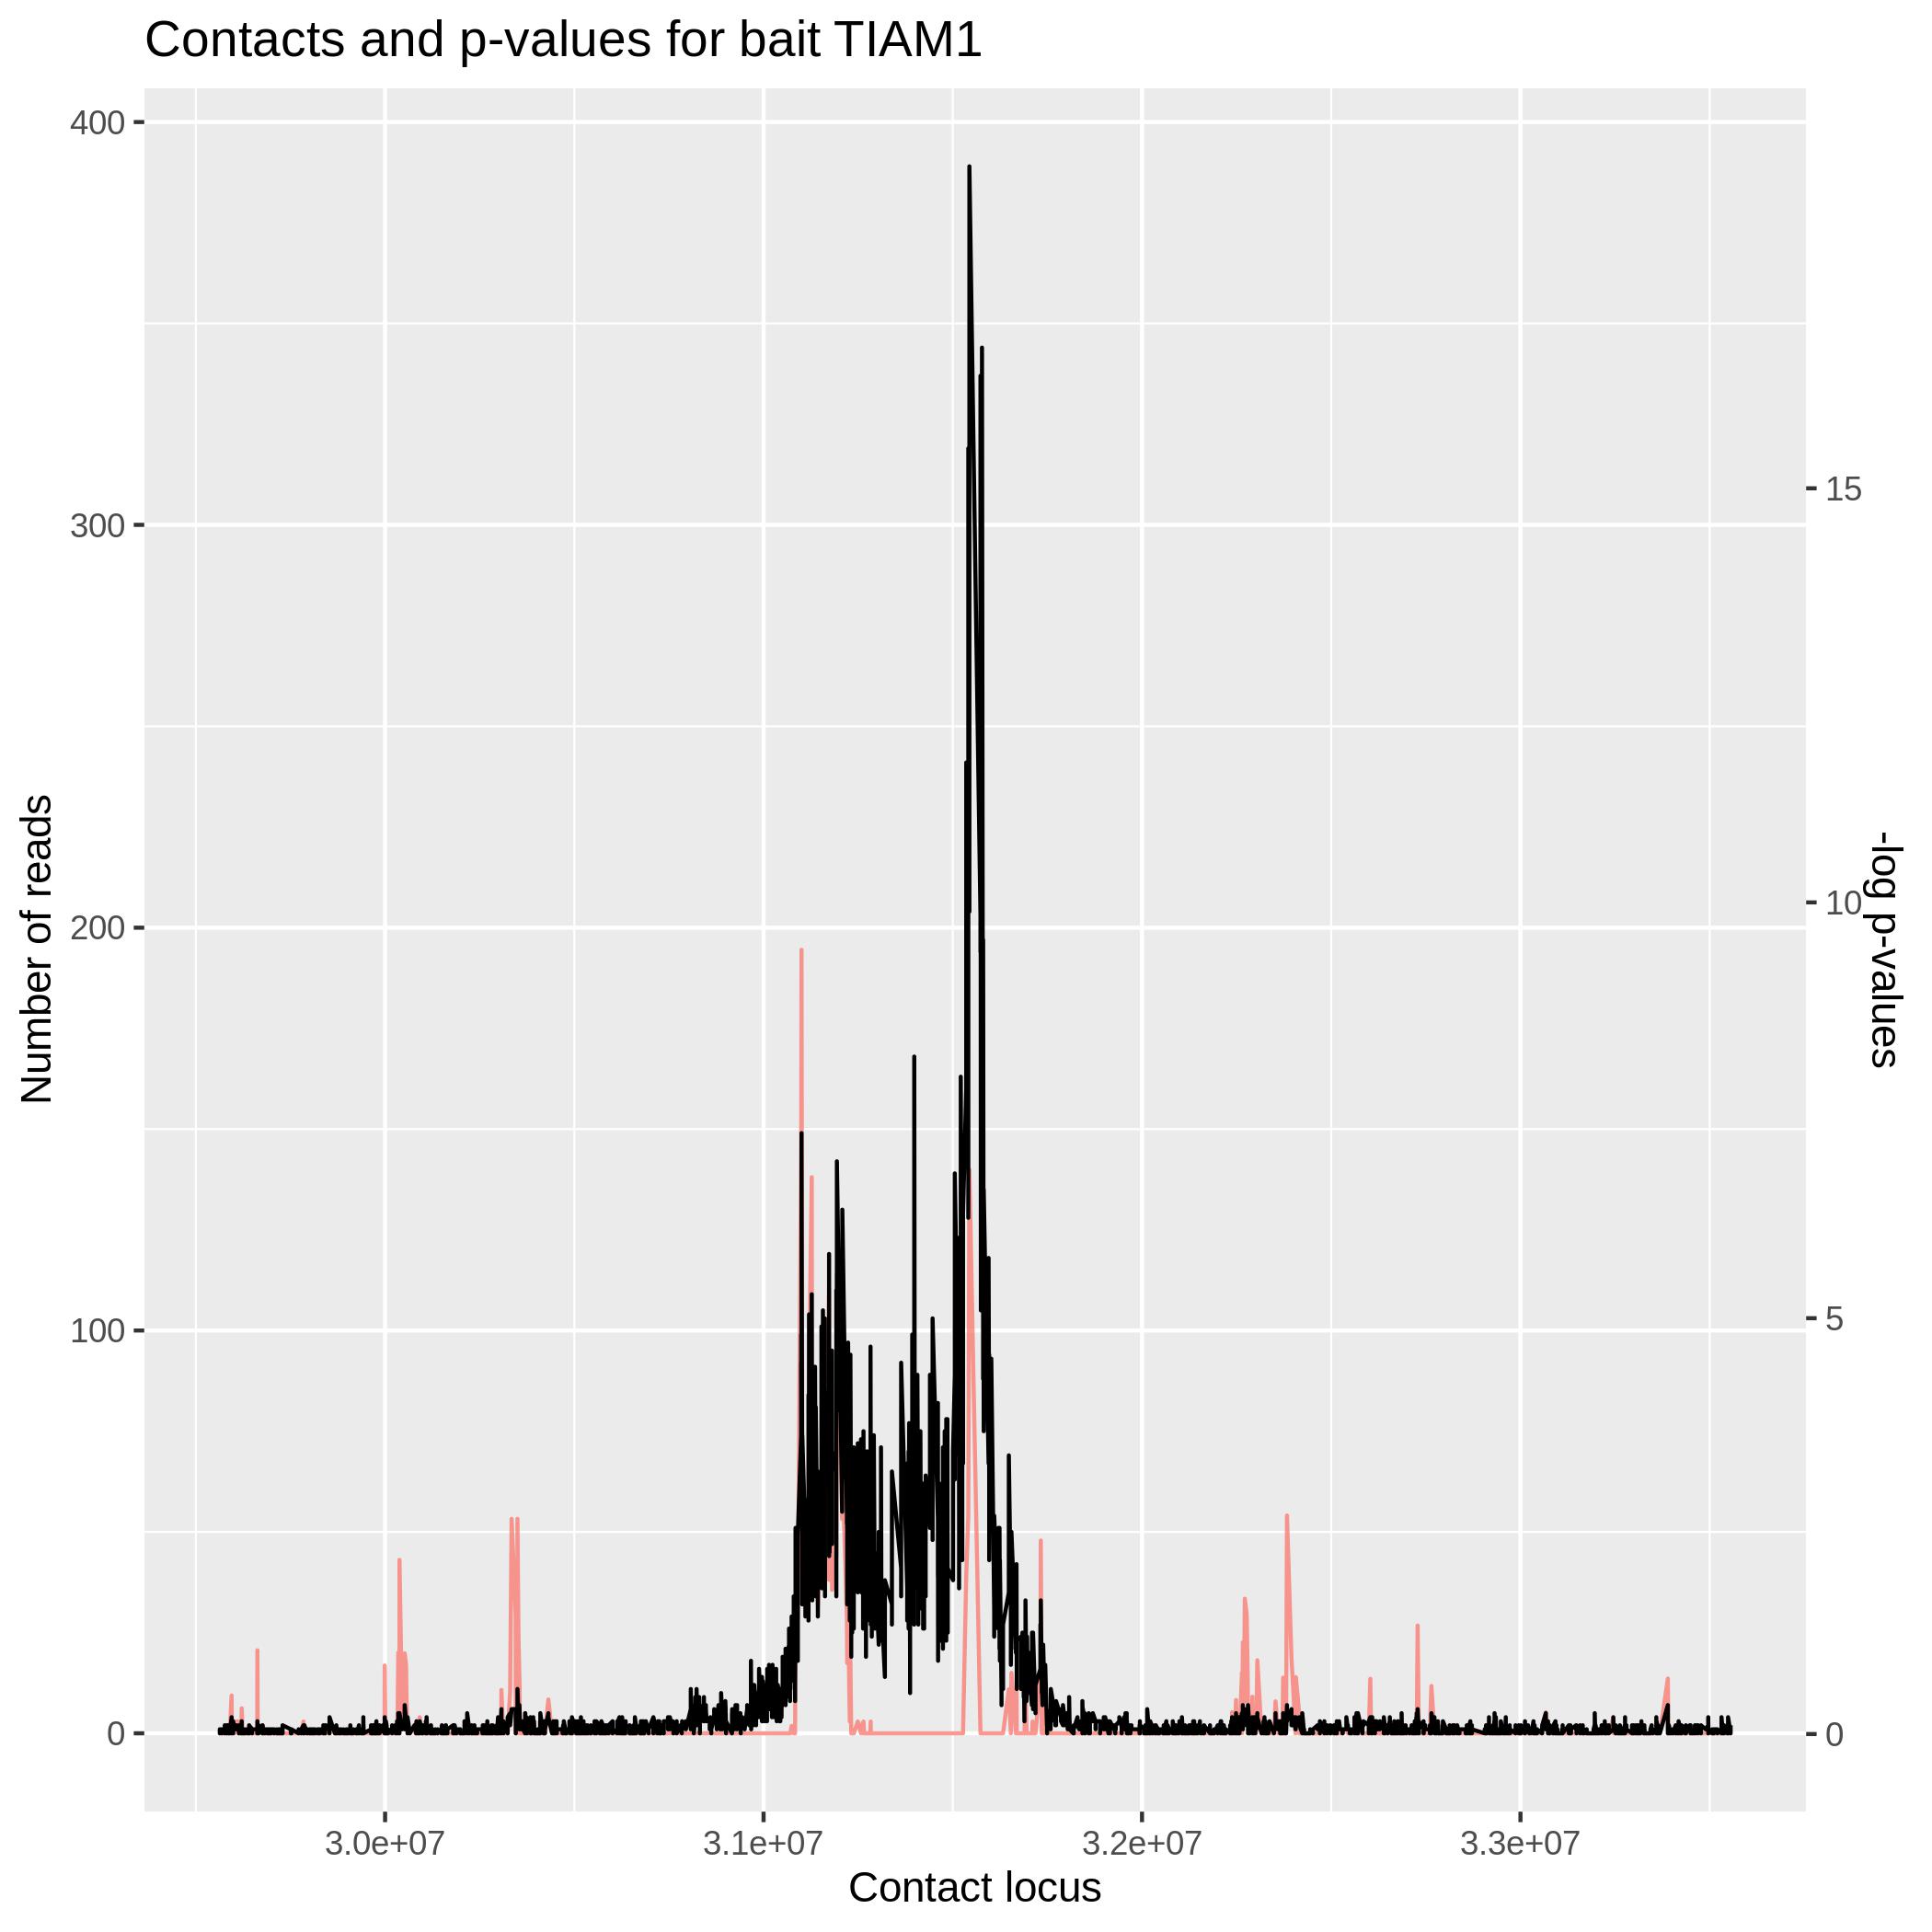 Contacts and p-values for bait TIAM1
400
300
200
100
0
Number of reads
15
10
5
0
-log p-values
3.0e+07 3.1e+07 3.2e+07 3.3e+07
Contact locus